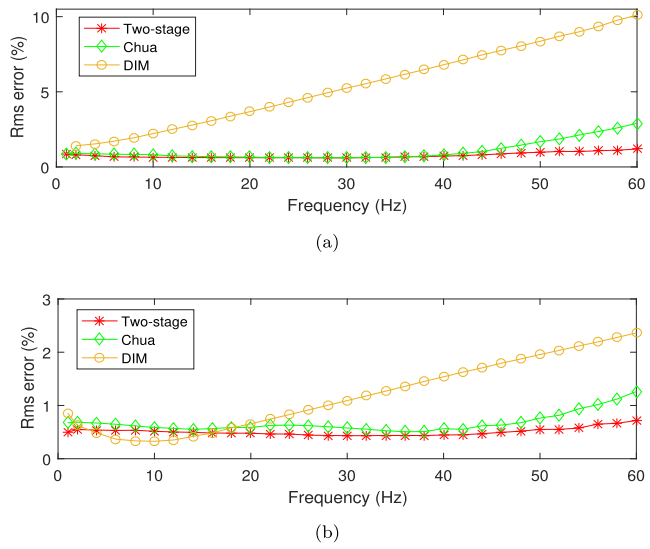 10
5
0
Rms error (%)
Two-stage
Chua
DIM
0 10 20 30 40 50 60
Frequency (Hz)
(a)
3
2
1
0
Rms error (%)
Two-stage
Chua
DIM
0 10 20 30 40 50 60
Frequency (Hz)
(b)